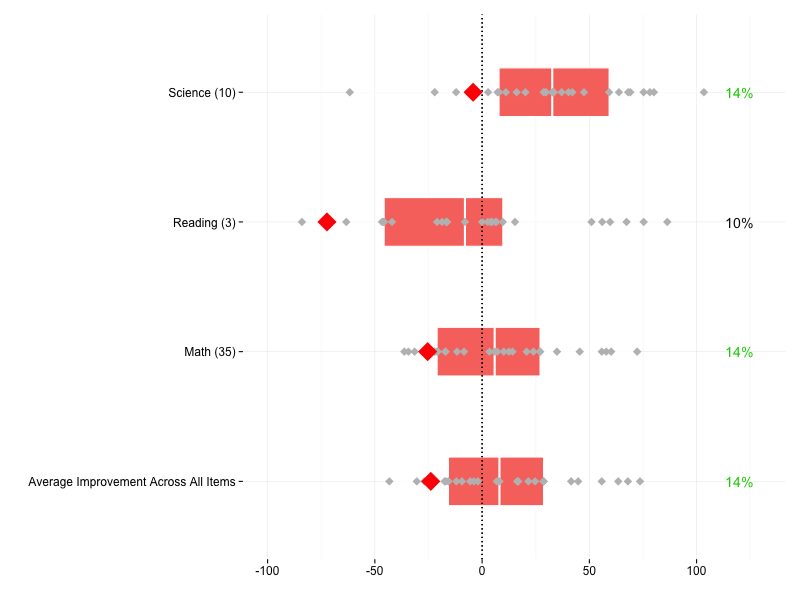 Science (10)
14%
Reading (3)
10%
Math (35)
14%
Average Improvement Across All Items
14%
-100 -50 0 50 100